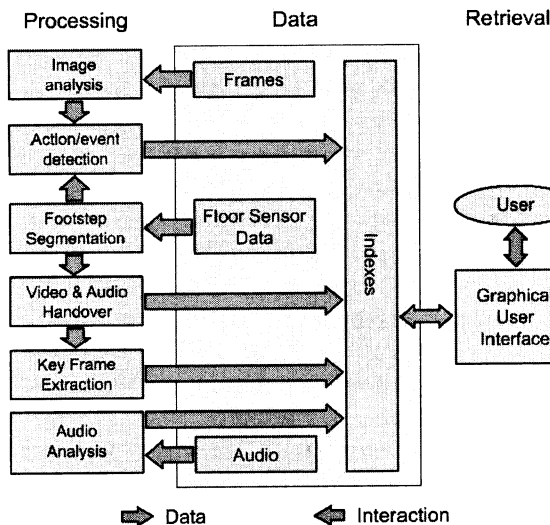 Processing
Data
Retrieval
Image
analysis
Frames
Action/event
detection
Footstep
Segmentation
Floor Sensor
Data
Indexes
User
Video & Audio
Handover
Graphical
User
Interface
Key Frame
Extraction
Audio
Analysis
Audio
Data
Interaction